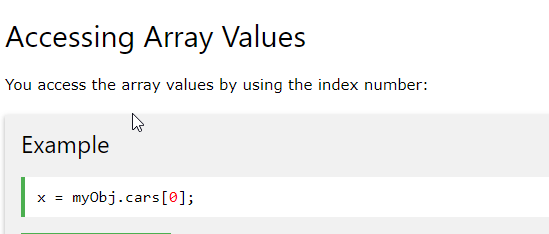 Accessing Array Values
You access the array values by using the index number:
Example
x = myObj.cars[0];